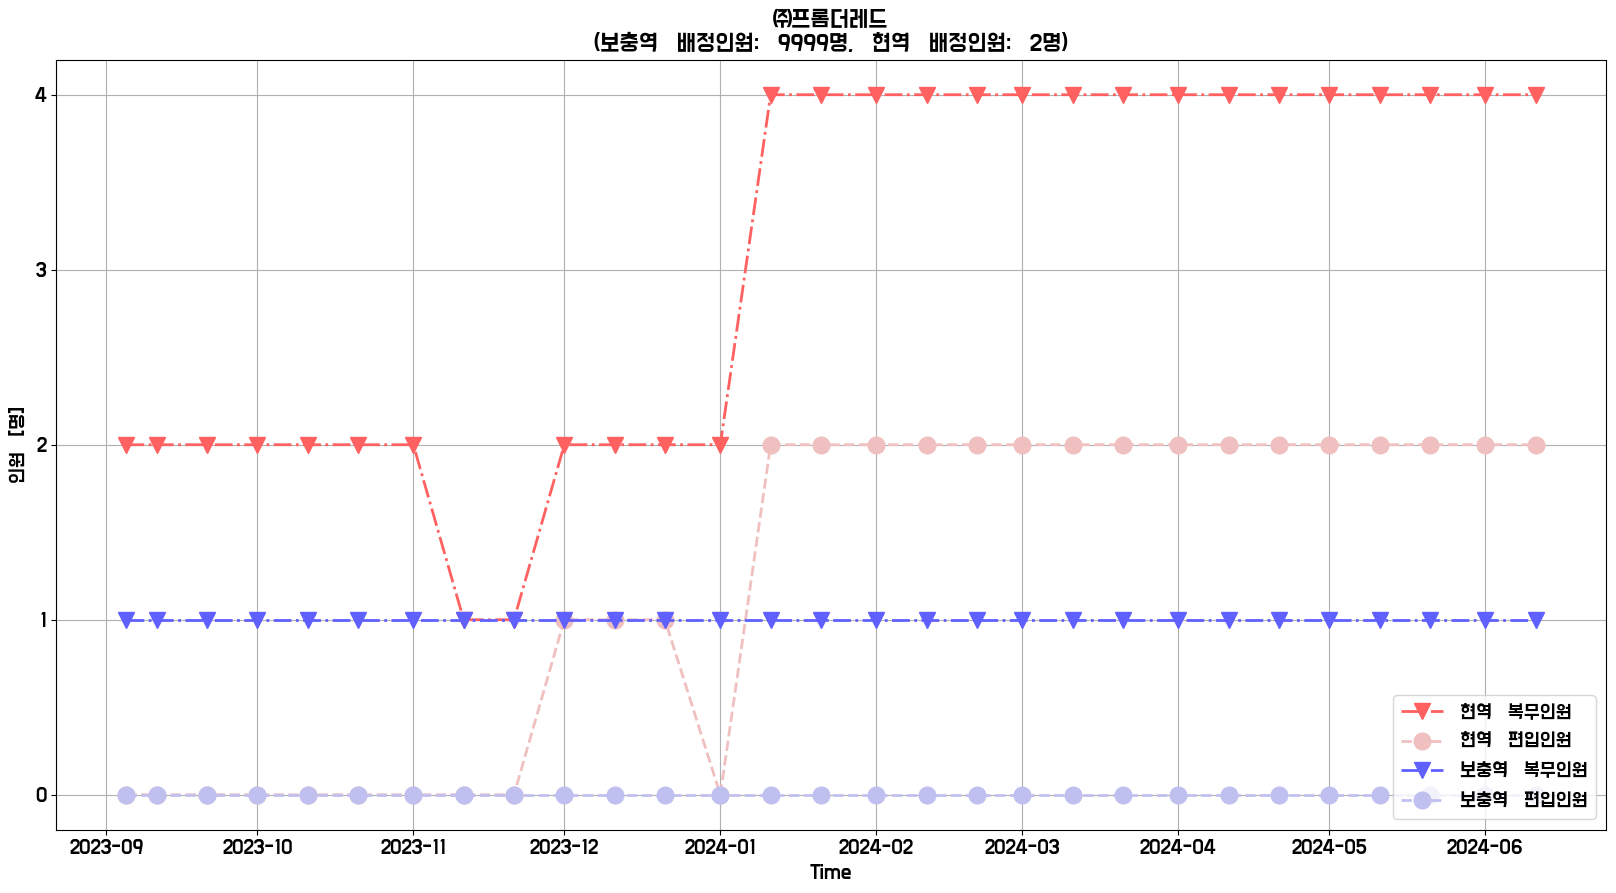 ㈜프롬더레드
(보충역 배정인원: 9999명, 현역 배정인원: 2명)
인원 [명]
4
3
2
1
0
2023-09
2023-10
2023-11
2023-12
2024-01
2024-02
2024-03
2024-04
2024-05
2024-06
Time
현역 복무인원
현역 편입인원
보충역 복무인원
보충역 편입인원